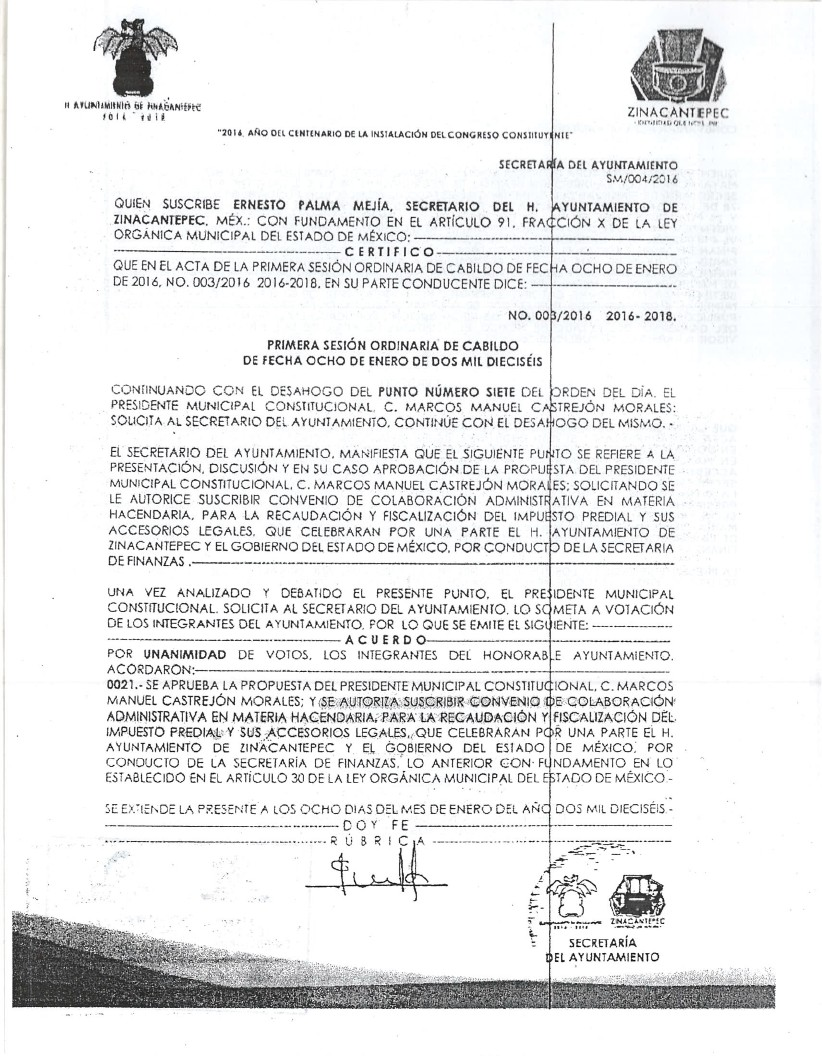 H AYUNTAMIENTO DE ZINACANTEPEC
2016 - 2018
ZINACANTEPEC
"2016, AÑO DEL CENTENARIO DE LA INSTALACIÓN DEL CONGRESO CONSTITUYENTE"
SECRETARÍA DEL AYUNTAMIENTO
S.M/004/2016
QUIEN SUSCRIBE ERNESTO PALMA MEJÍA, SECRETARIO DEL H. AYUNTAMIENTO DE
ZINACANTEPEC, MÉX.; CON FUNDAMENTO EN EL ARTÍCULO 91, FRACCIÓN X DE LA LEY
ORGÁNICA MUNICIPAL DEL ESTADO DE MÉXICO;
CERTIFICO
QUE EN EL ACTA DE LA PRIMERA SESIÓN ORDINARIA DE CABILDO DE FECHA OCHO DE ENERO
DE 2016, NO. 003/2016 2016-2018, EN SU PARTE CONDUCENTE DICE:
NO. 003/2016 2016- 2018.
PRIMERA SESIÓN ORDINARIA DE CABILDO
DE FECHA OCHO DE ENERO DE DOS MIL DIECISÉIS
CONTINUANDO CON EL DESAHOGO DEL PUNTO NÚMERO SIETE DEL ORDEN DEL DÍA, EL
PRESIDENTE MUNICIPAL CONSTITUCIONAL, C. MARCOS MANUEL CASTREJÓN MORALES;
SOLICITA AL SECRETARIO DEL AYUNTAMIENTO, CONTINÚE CON EL DESAHOGO DEL MISMO. -
EL SECRETARIO DEL AYUNTAMIENTO, MANIFIESTA QUE EL SIGUIENTE PUNTO SE REFIERE A LA
PRESENTACIÓN, DISCUSIÓN Y EN SU CASO APROBACIÓN DE LA PROPUESTA DEL PRESIDENTE
MUNICIPAL CONSTITUCIONAL, C. MARCOS MANUEL CASTREJÓN MORALES; SOLICITANDO SE
LE AUTORICE SUSCRIBIR CONVENIO DE COLABORACIÓN ADMINISTRATIVA EN MATERIA
HACENDARIA, PARA LA RECAUDACIÓN Y FISCALIZACIÓN DEL IMPUESTO PREDIAL Y SUS
ACCESORIOS LEGALES, QUE CELEBRARAN POR UNA PARTE EL H. AYUNTAMIENTO DE
ZINACANTEPEC Y EL GOBIERNO DEL ESTADO DE MÉXICO, POR CONDUCTO DE LA SECRETARIA
DE FINANZAS .
UNA VEZ ANALIZADO Y DEBATIDO EL PRESENTE PUNTO, EL PRESIDENTE MUNICIPAL
CONSTITUCIONAL, SOLICITA AL SECRETARIO DEL AYUNTAMIENTO, LO SOMETA A VOTACIÓN
DE LOS INTEGRANTES DEL AYUNTAMIENTO, POR LO QUE SE EMITE EL SIGUIENTE:
ACUERDO
POR UNANIMIDAD DE VOTOS, LOS INTEGRANTES DEL HONORABLE AYUNTAMIENTO,
ACORDARON:
0021.- SE APRUEBA LA PROPUESTA DEL PRESIDENTE MUNICIPAL CONSTITUCIONAL, C. MARCOS
MANUEL CASTREJÓN MORALES; Y SE AUTORIZA SUSCRIBIR CONVENIO DE COLABORACIÓN
ADMINISTRATIVA EN MATERIA HACENDARIA, PARA LA RECAUDACIÓN Y FISCALIZACIÓN DEL
IMPUESTO PREDIAL Y SUS ACCESORIOS LEGALES, QUE CELEBRARAN POR UNA PARTE EL H.
AYUNTAMIENTO DE ZINACANTEPEC Y EL GOBIERNO DEL ESTADO DE MÉXICO, POR
CONDUCTO DE LA SECRETARÍA DE FINANZAS, LO ANTERIOR CON FUNDAMENTO EN LO
ESTABLECIDO EN EL ARTÍCULO 30 DE LA LEY ORGÁNICA MUNICIPAL DEL ESTADO DE MÉXICO.-
SE EXTIENDE LA PRESENTE A LOS OCHO DIAS DEL MES DE ENERO DEL AÑO DOS MIL DIECISÉIS.-
DOY FE
RÚBRICA
ZINACANTEPEC
2016 - 2018
SECRETARÍA
DEL AYUNTAMIENTO